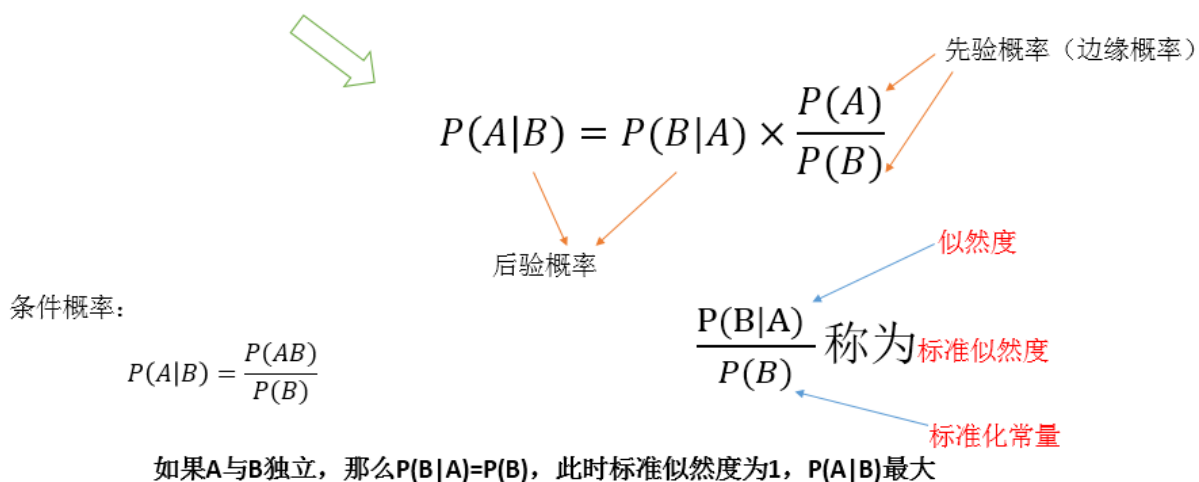 先验概率（边缘概率）
P(A|B) = P(B|A) × P(A)/P(B)
后验概率
似然度
条件概率：
P(A|B) = P(AB)/P(B)
P(B|A)/P(B) 称为标准似然度
标准化常量
如果A与B独立，那么P(B|A)=P(B)，此时标准似然度为1，P(A|B)最大